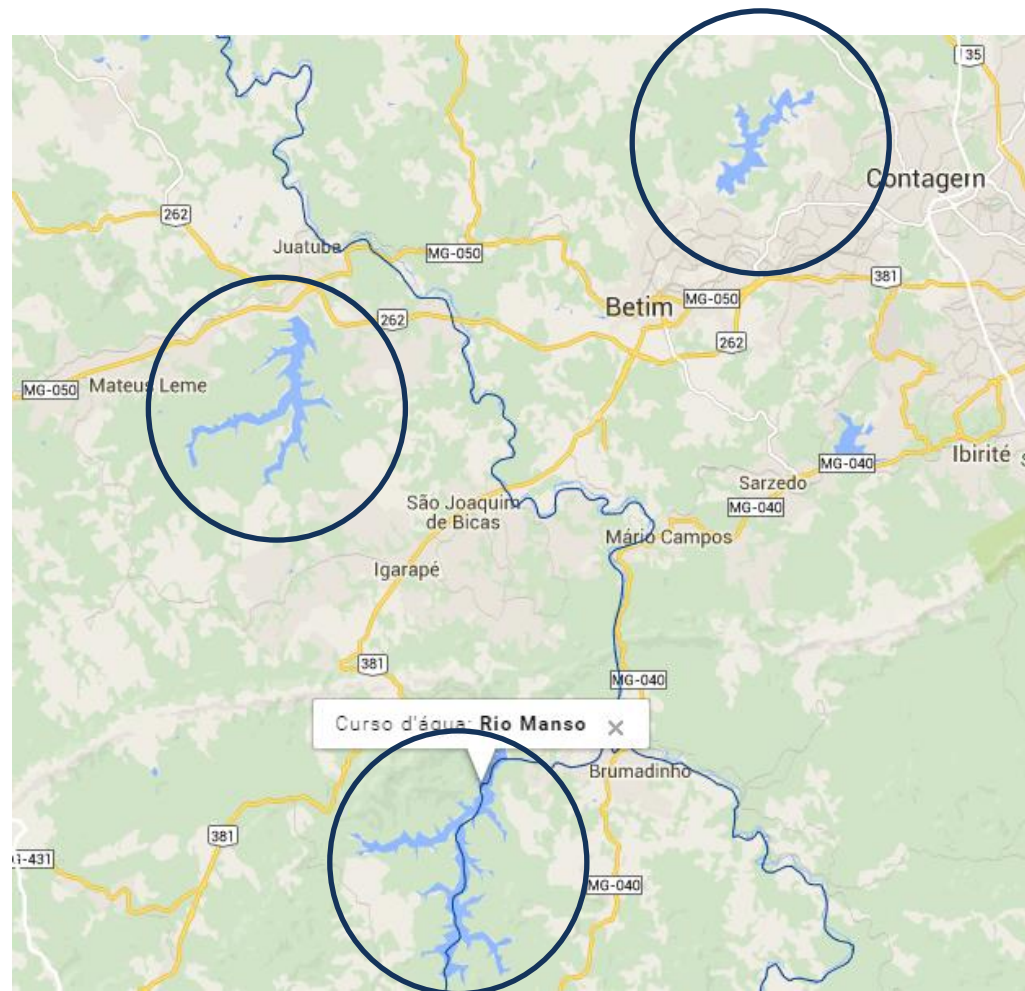 135
Contagem
262
Juatuba
MG-050
381
Betim
MG-050
262
262
MG-050
Mateus Leme
Ibirité
MG-040
Sarzedo
MG-040
São Joaquim
de Bicas
Mário Campos
Igarapé
381
MG-040
Curso d'água: Rio Manso ×
Brumadinho
381
-431
MG-040